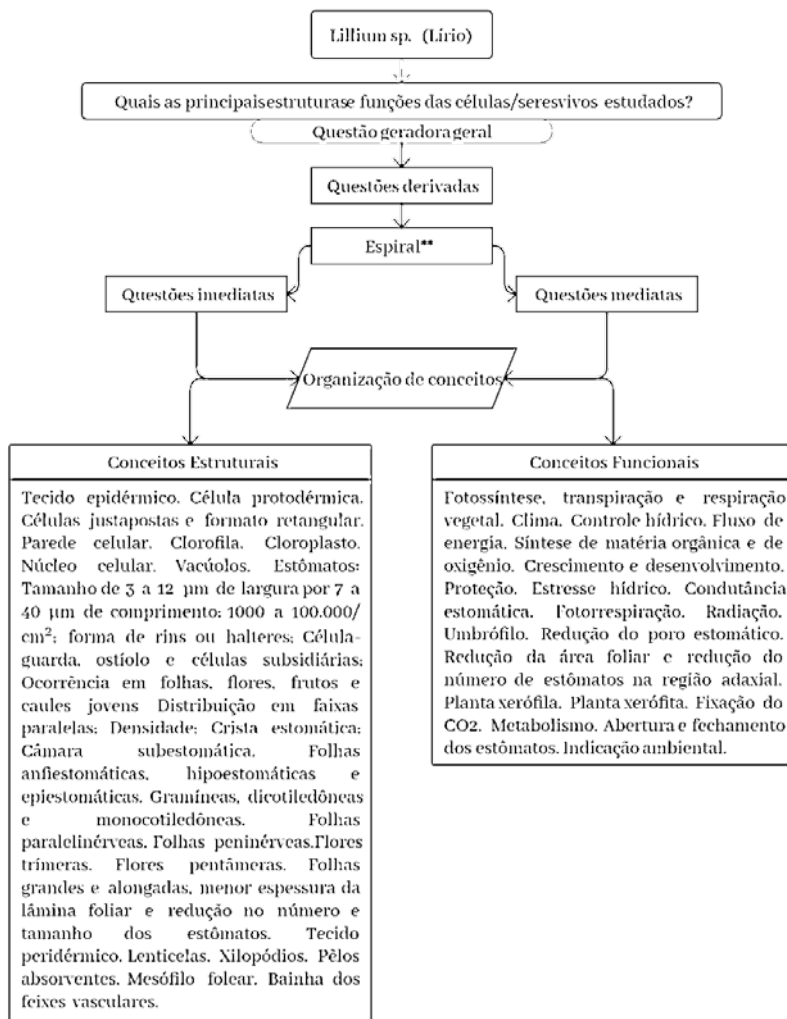 Lillium sp. (Lírio)
Quais as principais estruturas e funções das células/seres vivos estudados?
Questão geradora geral
Questões derivadas
Espiral**
Questões imediatas
Questões mediatas
Organização de conceitos
Conceitos Estruturais
Tecido epidérmico. Célula protodérmica.
Células justapostas e formato retangular.
Parede celular. Clorofila. Cloroplasto.
Núcleo celular. Vacúolos. Estômatos:
Tamanho de 3 a 12 µm de largura por 7 a
40 µm de comprimento; 1000 a 100.000/
cm²; forma de rins ou halteres; Célula-
guarda, ostíolo e células subsidiárias;
Ocorrência em folhas, flores, frutos e
caules jovens Distribuição em faixas
paralelas; Densidade; Crista estomática;
Câmara subestomática. Folhas
anfiestomáticas, hipoestomáticas e
epiestomáticas. Gramíneas, dicotiledôneas
e monocotiledôneas. Folhas
paralelinérveas. Folhas peninérveas.Flores
trímeras. Flores pentâmeras. Folhas
grandes e alongadas, menor espessura da
lâmina foliar e redução no número e
tamanho dos estômatos. Tecido
peridérmico. Lenticelas. Xilopódios. Pêlos
absorventes. Mesófilo folear. Bainha dos
feixes vasculares.
Conceitos Funcionais
Fotossíntese, transpiração e respiração
vegetal. Clima. Controle hídrico. Fluxo de
energia. Síntese de matéria orgânica e de
oxigênio. Crescimento e desenvolvimento.
Proteção. Estresse hídrico. Condutância
estomática. Fotorrespiração. Radiação.
Umbrófilo. Redução do poro estomático.
Redução da área foliar e redução do
número de estômatos na região adaxial.
Planta xerófila. Planta xerófita. Fixação do
CO2. Metabolismo. Abertura e fechamento
dos estômatos. Indicação ambiental.